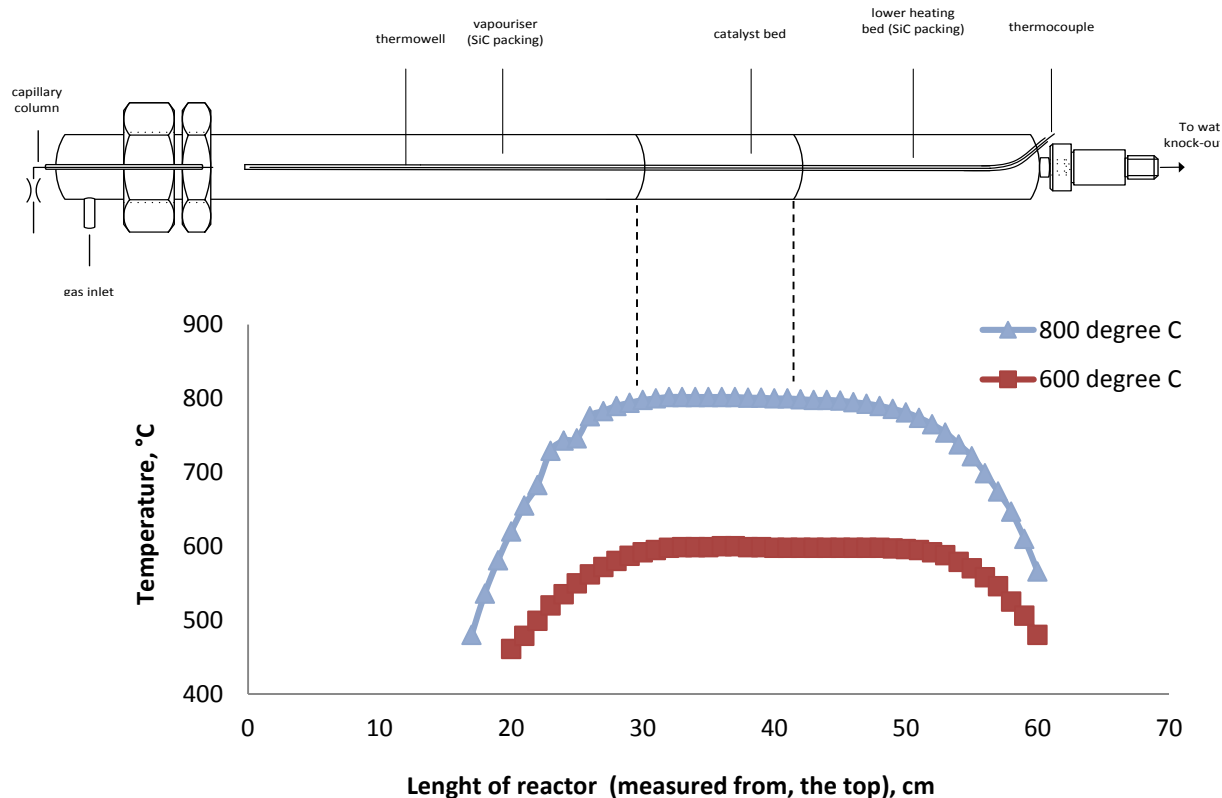 thermowell
vapouriser
(SiC packing)
catalyst bed
lower heating
bed (SiC packing)
thermocouple
capillary
column
To wat
knock-out
gas inlet
800 degree C
600 degree C
Temperature, °C
900
800
700
600
500
400
0 10 20 30 40 50 60 70
Lenght of reactor (measured from, the top), cm